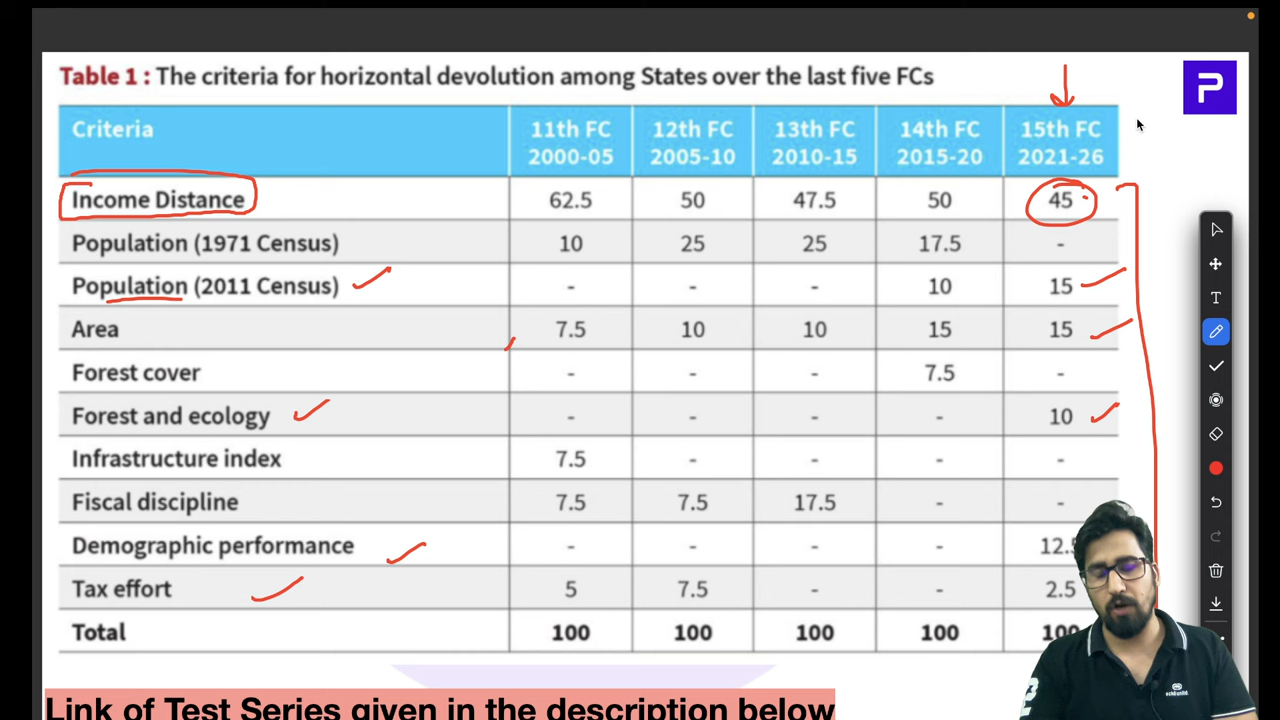 Table 1 : The criteria for horizontal devolution among States over the last five FCs
P
Criteria 11th FC 2000-05 12th FC 2005-10 13th FC 2010-15 14th FC 2015-20 15th FC 2021-26
Income Distance 62.5 50 47.5 50 45
Population (1971 Census) 10 25 25 17.5 -
Population (2011 Census) - - - 10 15
Area 7.5 10 10 15 15
Forest cover - - - 7.5 -
Forest and ecology - - - - 10
Infrastructure index 7.5 - - - -
Fiscal discipline 7.5 7.5 17.5 - -
Demographic performance - - - -
Tax effort 5 7.5 - - 2.5
Total 100 100 100 100 100
Link of Test Series given in the description below
T